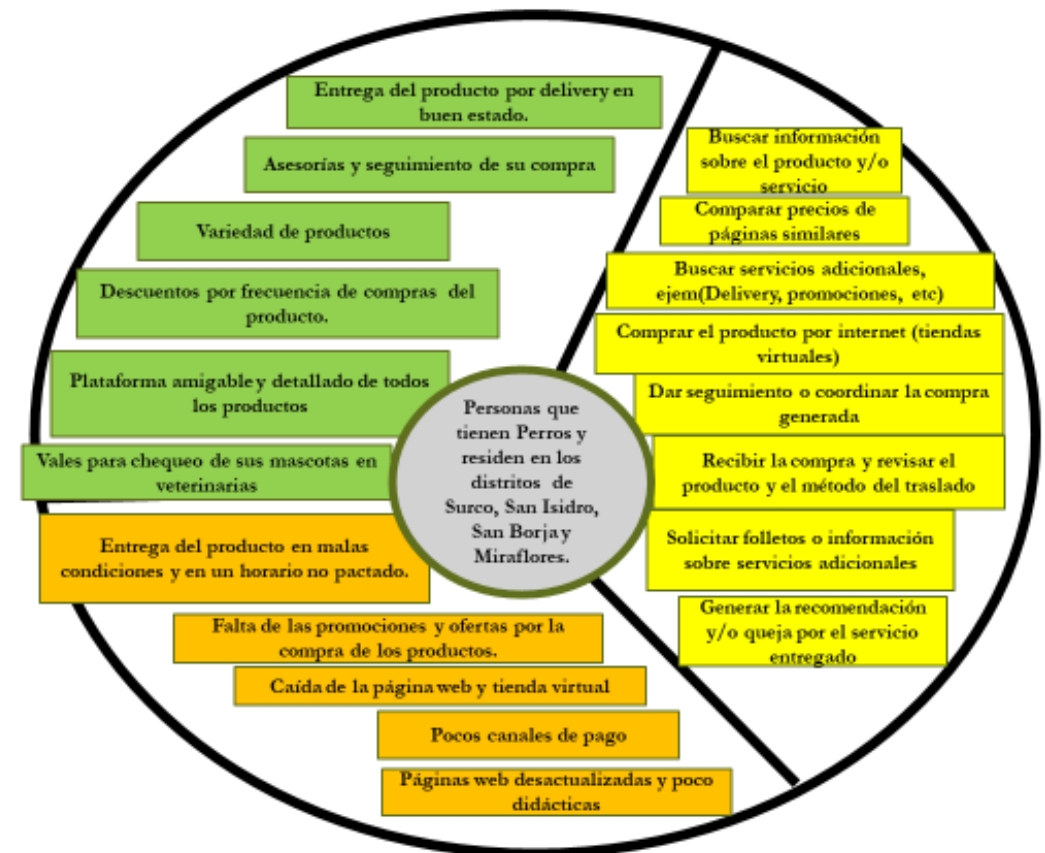 Entrega del producto por delivery en
buen estado.
Asesorías y seguimiento de su compra
Variedad de productos
Descuentos por frecuencia de compras del
producto.
Plataforma amigable y detallado de todos
los productos
Vales para chequeo de sus mascotas en
veterinarias
Buscar información
sobre el producto y/o
servicio
Comparar precios de
páginas similares
Buscar servicios adicionales,
ejem(Delivery, promociones, etc)
Comprar el producto por internet (tiendas
virtuales)
Dar seguimiento o coordinar la compra
generada
Recibir la compra y revisar el
producto y el método del traslado
Solicitar folletos o información
sobre servicios adicionales
Generar la recomendación
y/o queja por el servicio
entregado
Personas que
tienen Perros y
residen en los
distritos de
Surco, San Isidro,
San Borja y
Miraflores.
Entrega del producto en malas
condiciones y en un horario no pactado.
Falta de las promociones y ofertas por la
compra de los productos.
Caída de la página web y tienda virtual
Pocos canales de pago
Páginas web desactualizadas y poco
didácticas